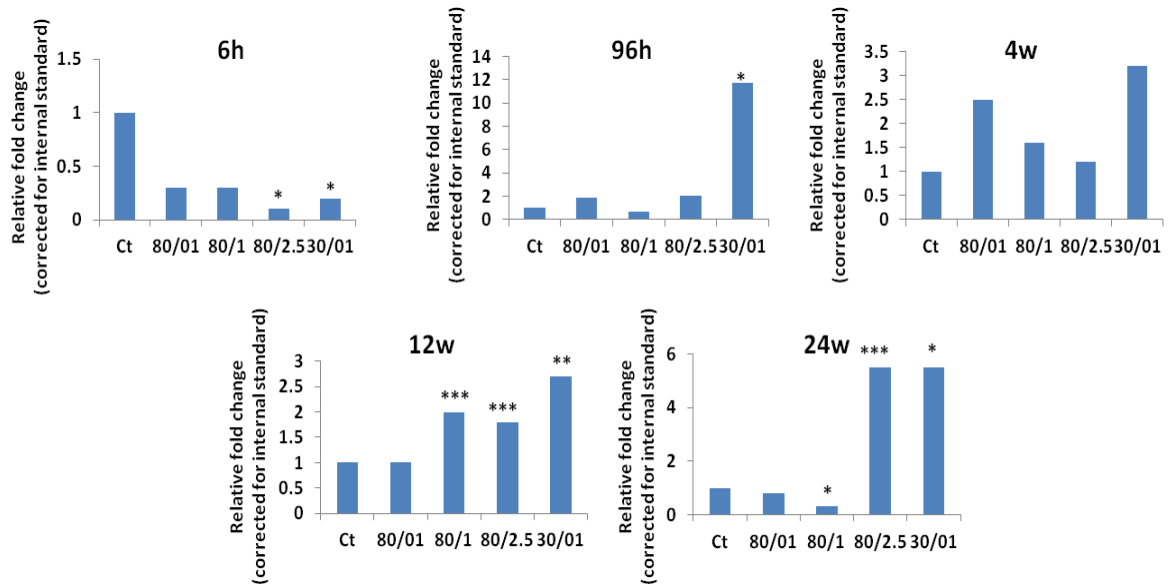 6h
Relative fold change
(corrected for internal standard)
1.5
1
0.5
0
*
*
Ct 80/01 80/1 80/2.5 30/01
96h
Relative fold change
(corrected for internal standard)
14
12
10
8
6
4
2
0
*
Ct 80/01 80/1 80/2.5 30/01
4w
Relative fold change
(corrected for internal standard)
3.5
3
2.5
2
1.5
1
0.5
0
Ct 80/01 80/1 80/2.5 30/01
12w
Relative fold change
(corrected for internal standard)
3
2.5
2
1.5
1
0.5
0
***
***
**
Ct 80/01 80/1 80/2.5 30/01
24w
Relative fold change
(corrected for internal standard)
6
4
2
0
*
***
*
Ct 80/01 80/1 80/2.5 30/01